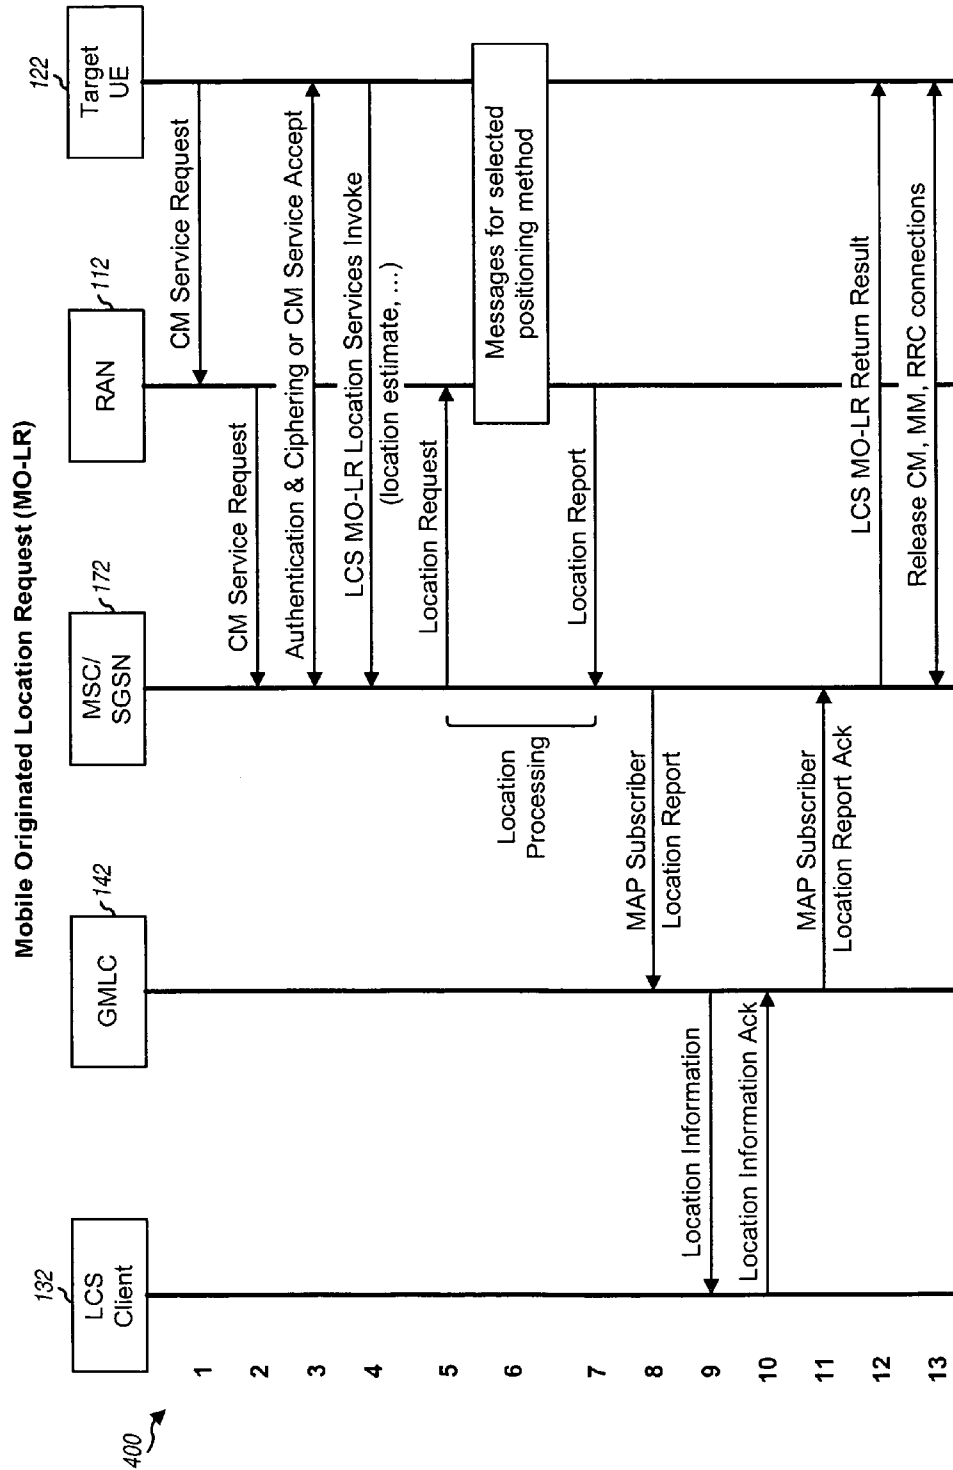 Mobile Originated Location Request (MO-LR)
400
132
LCS
Client
142
GMLC
172
MSC/
SGSN
112
RAN
122
Target
UE
1
CM Service Request
2
CM Service Request
3
Authentication & Ciphering or CM Service Accept
4
LCS MO-LR Location Services Invoke
(location estimate, ...)
5
Location Request
6
Messages for selected
positioning method
Location
Processing
7
Location Report
8
MAP Subscriber
Location Report
9
Location Information
10
Location Information Ack
11
MAP Subscriber
Location Report Ack
12
LCS MO-LR Return Result
13
Release CM, MM, RRC connections